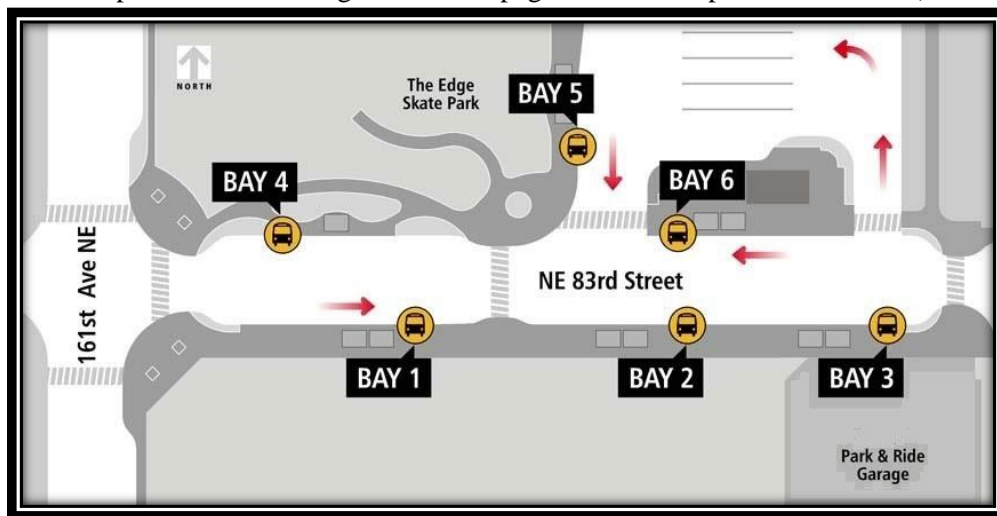 NORTH
The Edge
Skate Park
BAY 5
BAY 4
BAY 6
161st Ave NE
NE 83rd Street
BAY 1
BAY 2
BAY 3
Park & Ride
Garage